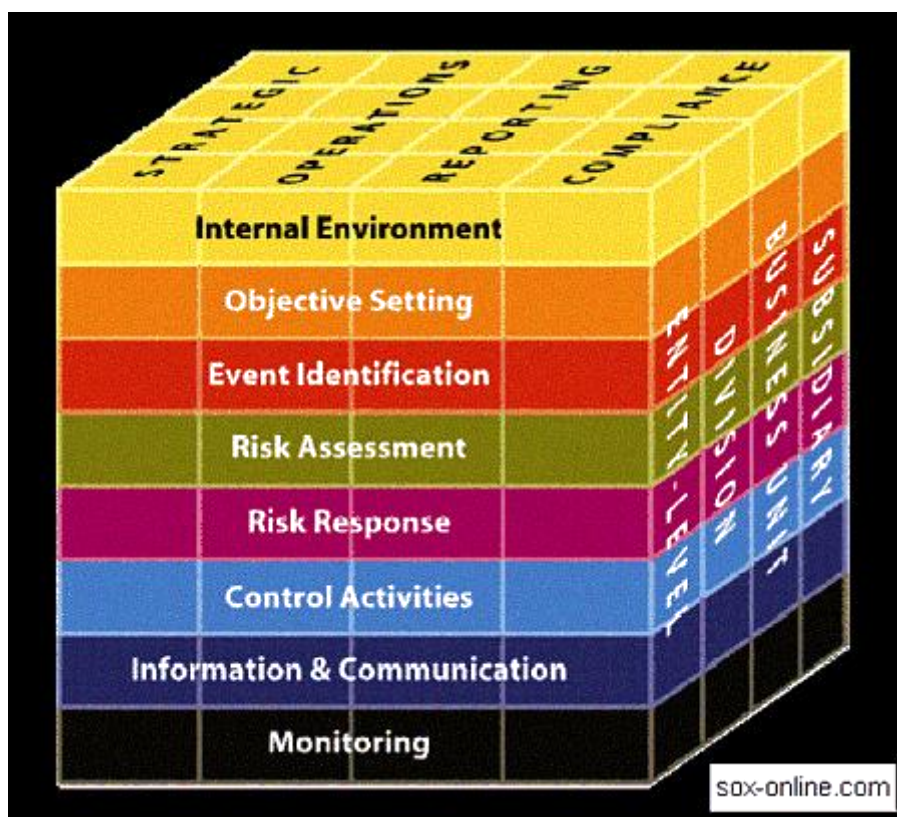 STRATEGIC
OPERATIONS
REPORTING
COMPLIANCE
Internal Environment
Objective Setting
Event Identification
Risk Assessment
Risk Response
Control Activities
Information & Communication
Monitoring
ENTITY-LEVEL
DIVISION
BUSINESS UNIT
SUBSIDIARY
sox-online.com